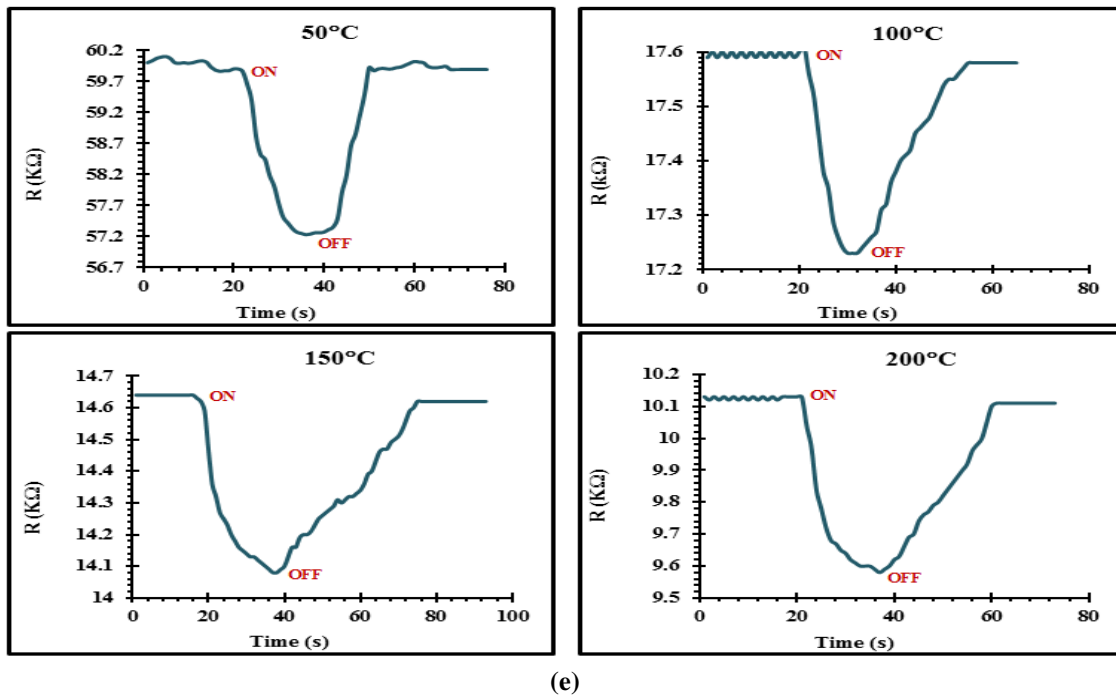 50°C
60.2
59.7
59.2
58.7
58.2
57.7
57.2
56.7
R (KΩ)
ON
OFF
0 20 40 60 80
Time (s)
100°C
17.6
17.5
17.4
17.3
17.2
R (kΩ)
ON
OFF
0 20 40 60 80
Time (s)
150°C
14.7
14.6
14.5
14.4
14.3
14.2
14.1
14
R (KΩ)
ON
OFF
0 20 40 60 80 100
Time (s)
200°C
10.2
10.1
10
9.9
9.8
9.7
9.6
9.5
R (KΩ)
ON
OFF
0 20 40 60 80
Time (s)
(e)